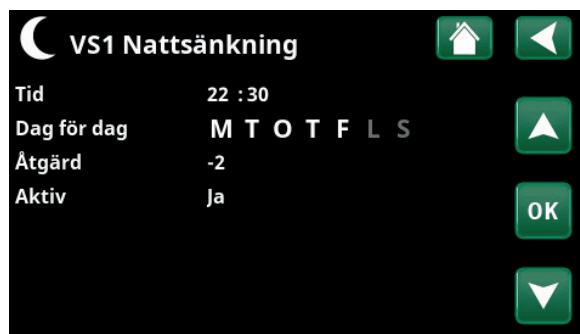 VS1 Nattsänkning
Tid 22 :30
Dag för dag M T O T F L S
Åtgärd -2
Aktiv Ja
OK